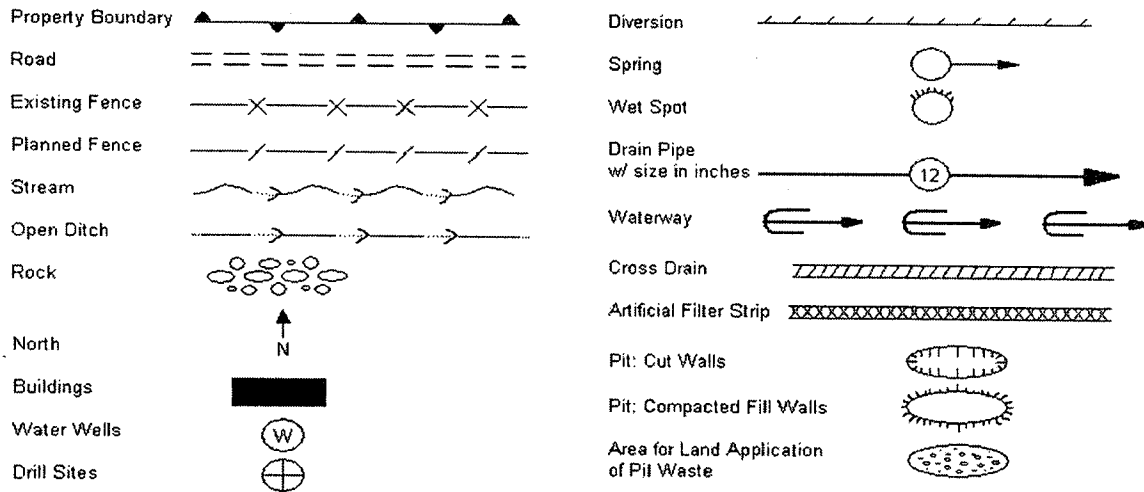 Property Boundary
Road
Existing Fence
Planned Fence
Stream
Open Ditch
Rock
North
N
Buildings
Water Wells
W
Drill Sites
Diversion
Spring
Wet Spot
Drain Pipe
w/ size in inches
12
Waterway
Cross Drain
Artificial Filter Strip
Pit: Cut Walls
Pit: Compacted Fill Walls
Area for Land Application
of Pit Waste